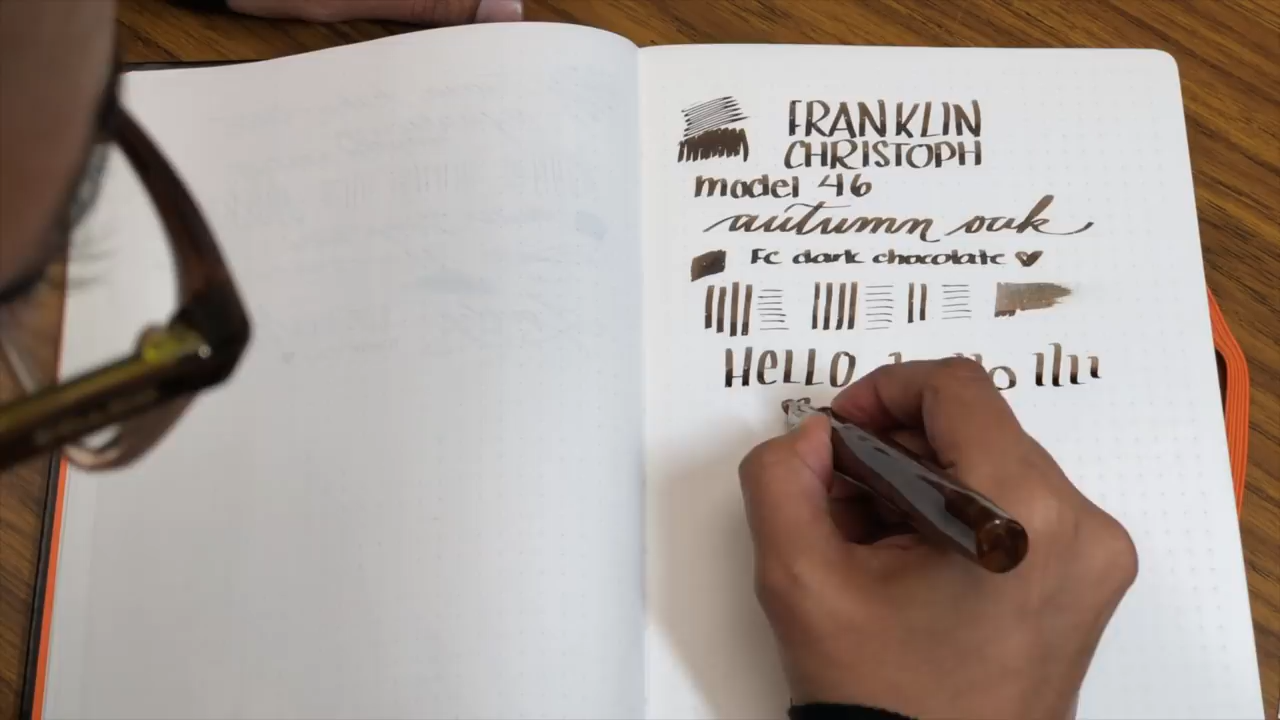 FRANKLIN
CHRISTOPH
model 46
autumn oak
FC dark chocolate
HELLO